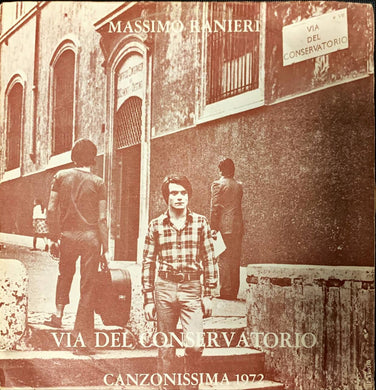 MASSIMO RANIERI
VIA
DEL
CONSERVATORIO
VIA DEL CONSERVATORIO
CANZONISSIMA 1972